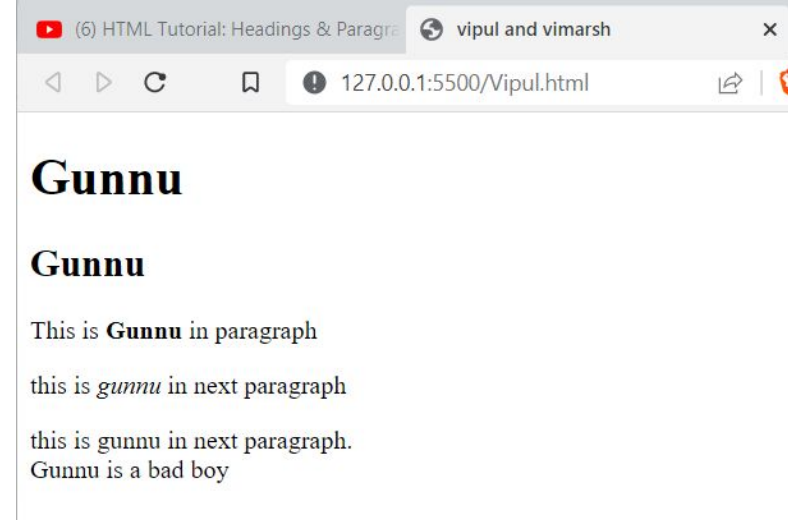 (6) HTML Tutorial: Headings & Paragra
vipul and vimarsh
127.0.0.1:5500/Vipul.html
Gunnu
Gunnu
This is Gunnu in paragraph
this is gunnu in next paragraph
this is gunnu in next paragraph.
Gunnu is a bad boy